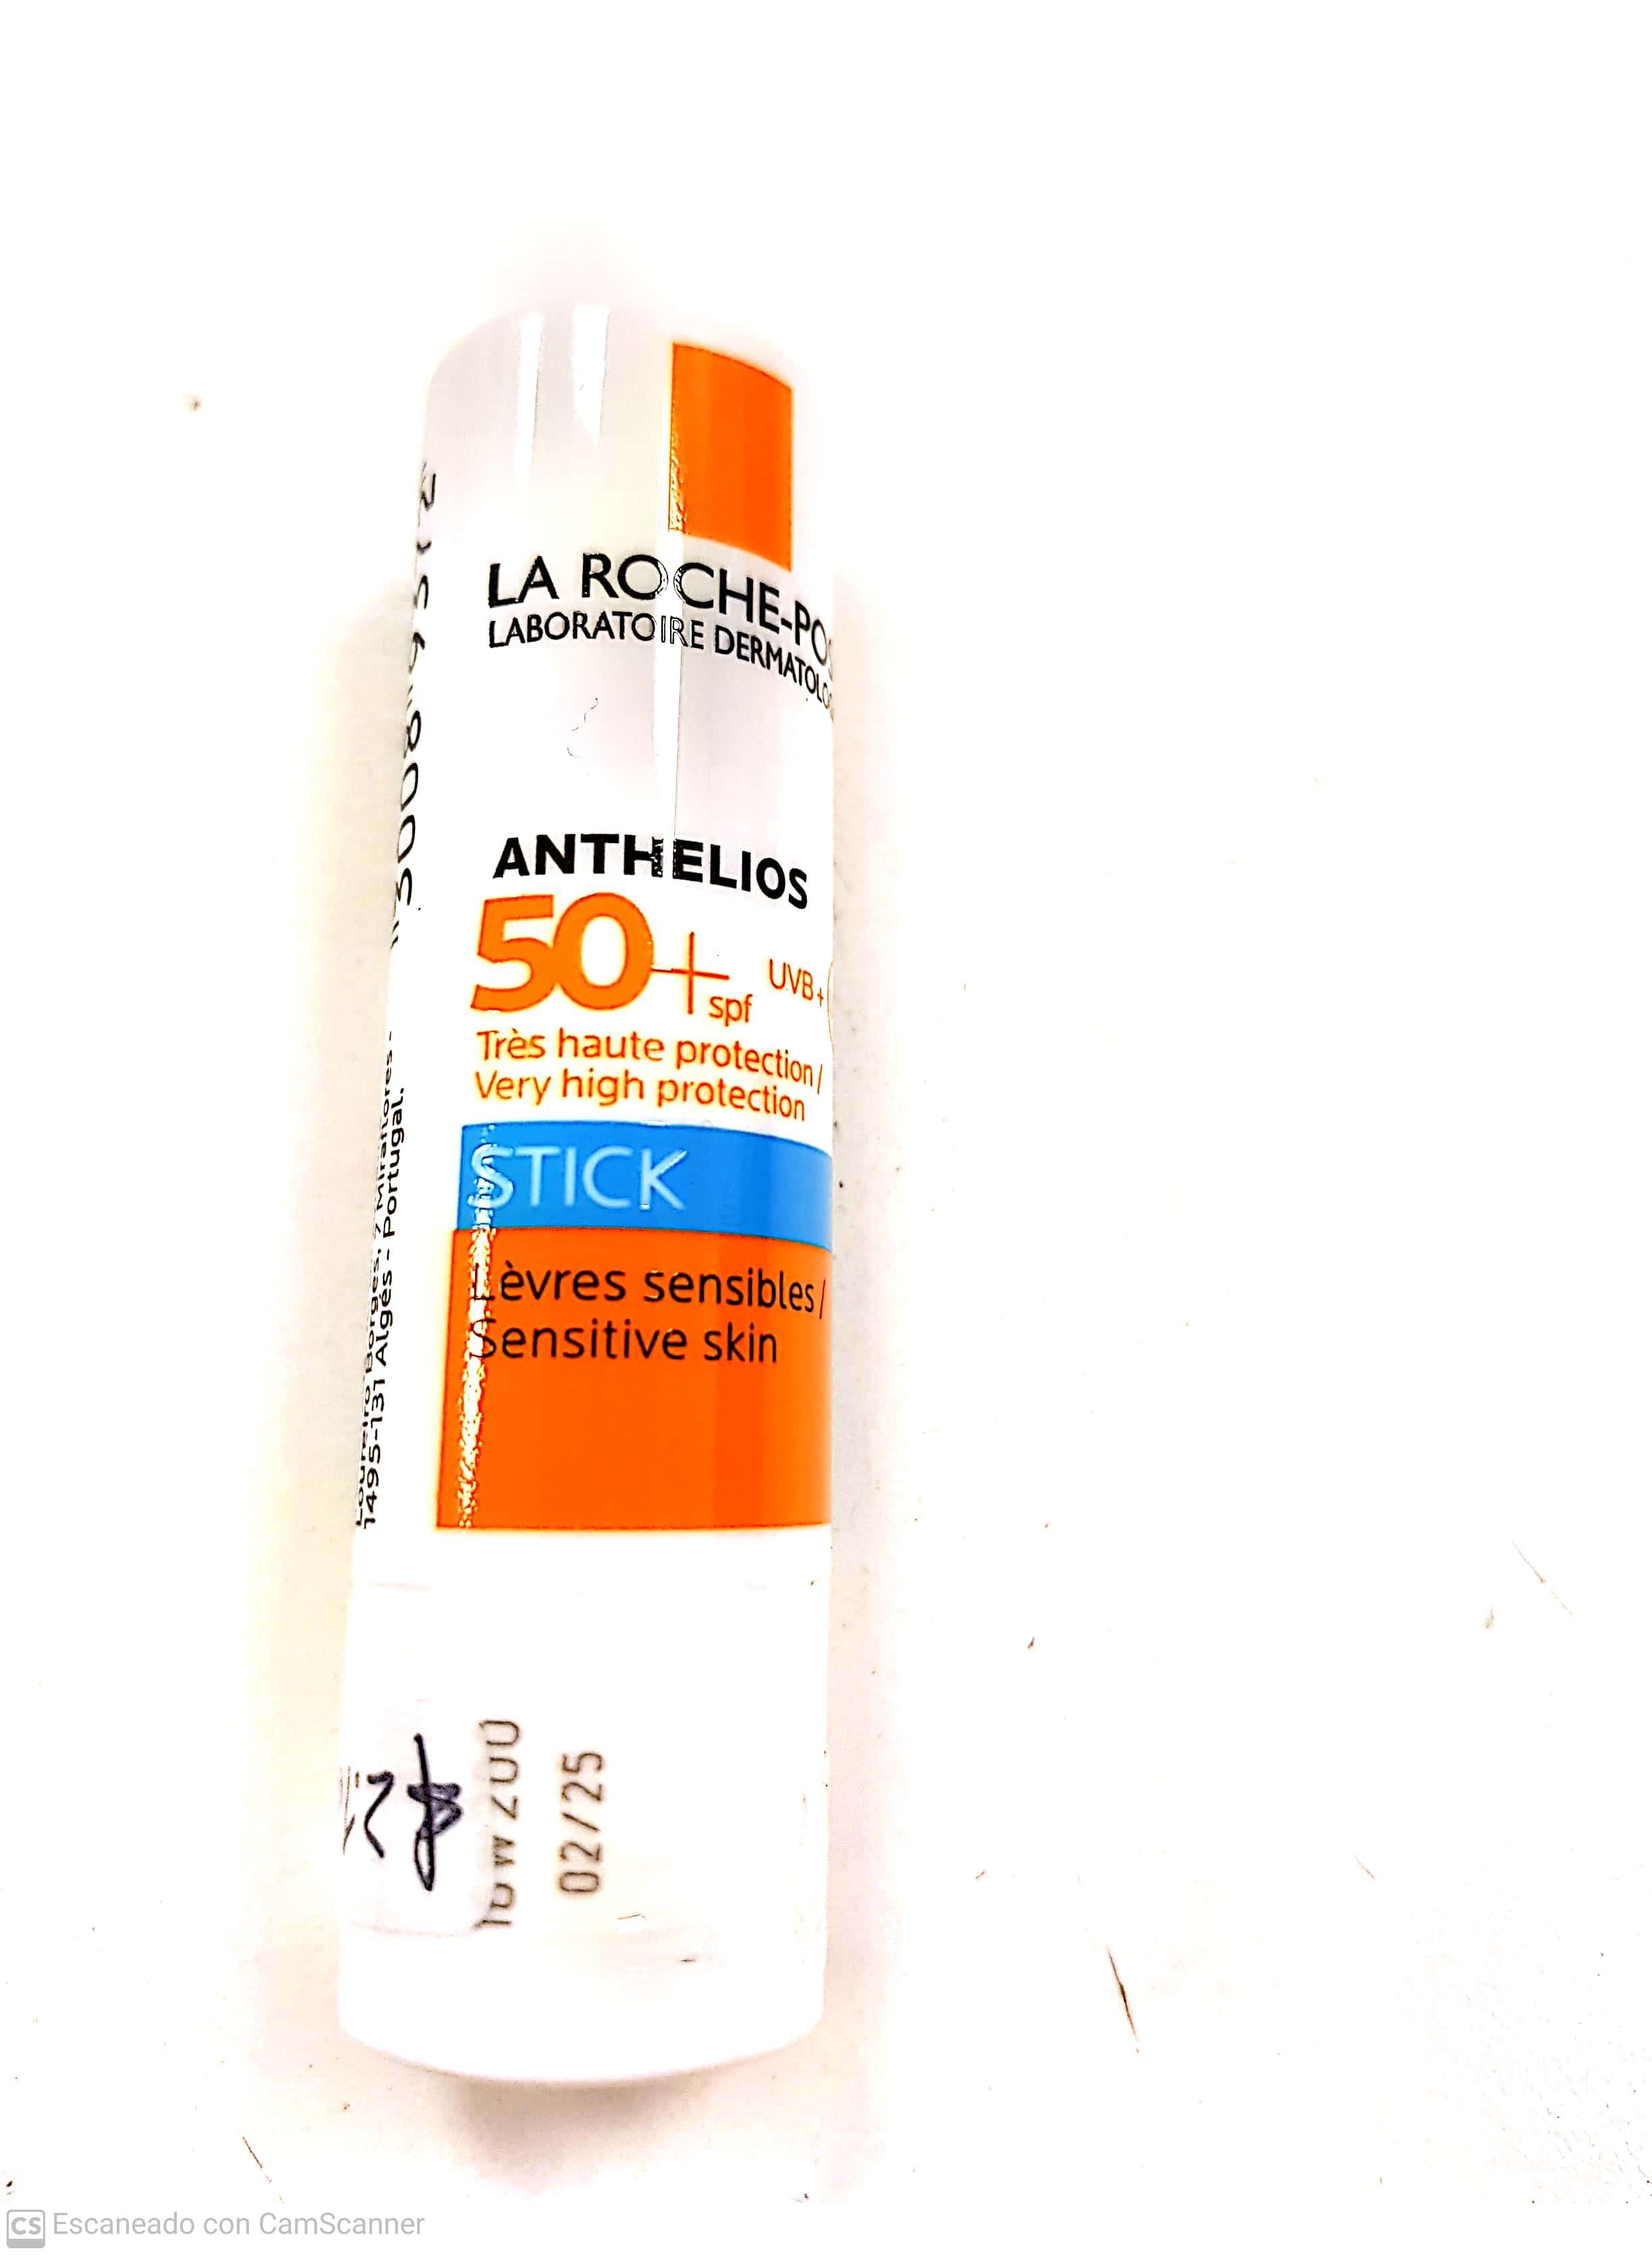 LA ROCHE-PO
LABORATOIRE DERMATOLO
ANTHELIOS
50+
spf
UVB+
Très haute protection/
Very high protection
STICK
Lèvres sensibles/
Sensitive skin
1495-131 Algés - Portugal.
02/25
CS Escaneado con CamScanner